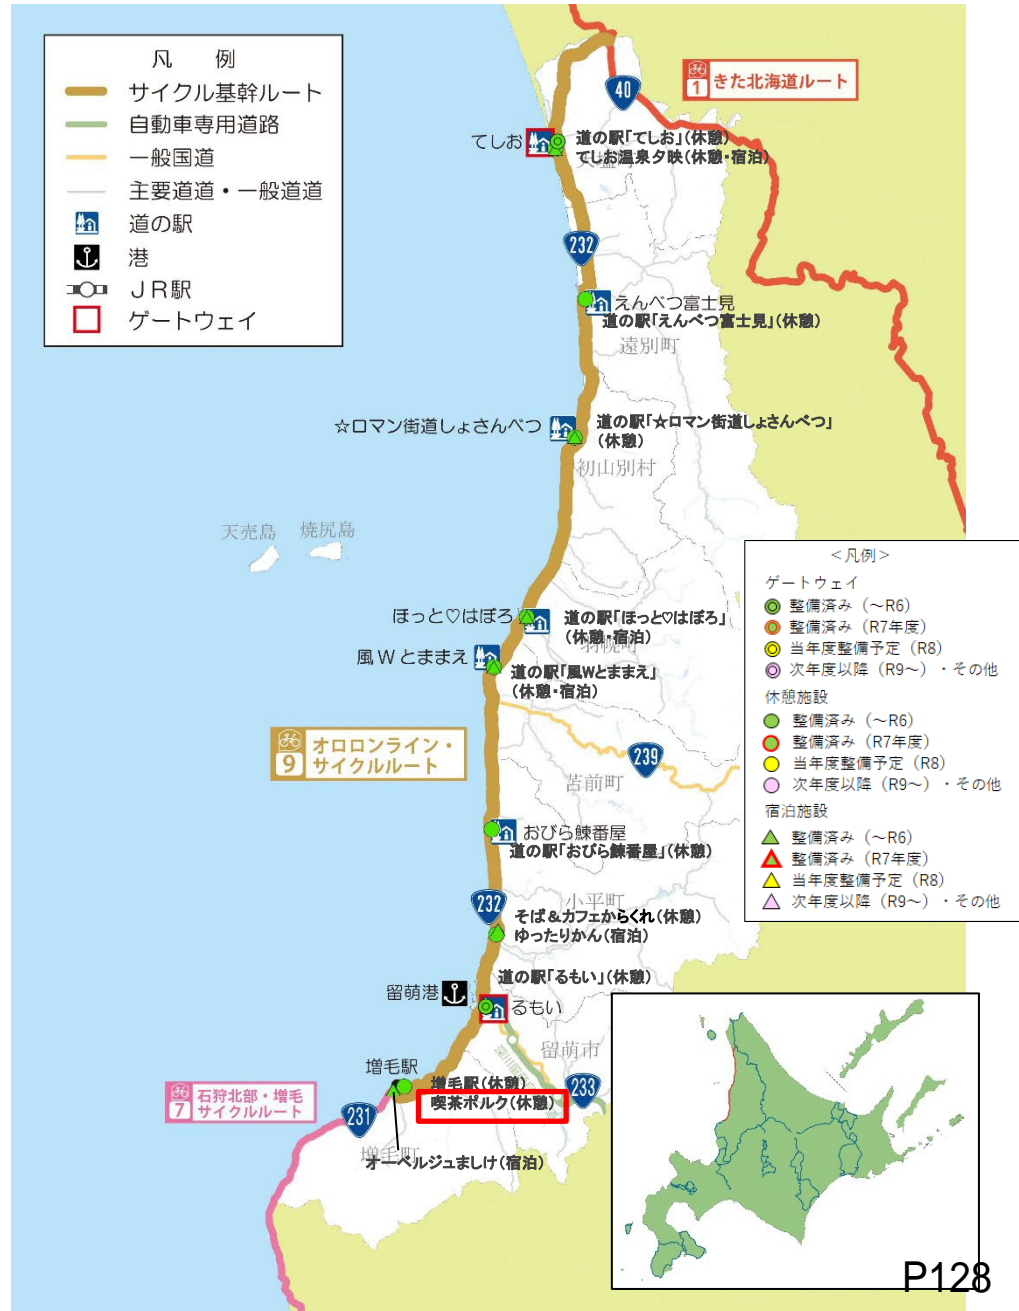 凡 例
サイクル基幹ルート
自動車専用道路
一般国道
主要道道・一般道道
道の駅
港
ＪＲ駅
ゲートウェイ
1
きた北海道ルート
40
てしお
道の駅「てしお」(休憩)
てしお温泉夕映(休憩・宿泊)
天塩町
232
えんべつ富士見
道の駅「えんべつ富士見」(休憩)
遠別町
☆ロマン街道しょさんべつ
道の駅「☆ロマン街道しょさんべつ」
(休憩)
初山別村
天売島
焼尻島
ほっと♡はぼろ
道の駅「ほっと♡はぼろ」
(休憩・宿泊)
羽幌町
風Ｗとままえ
道の駅「風Wとままえ」
(休憩・宿泊)
9
オロロンライン・
サイクルルート
239
苫前町
おびら鰊番屋
道の駅「おびら鰊番屋」(休憩)
232
小平町
そば＆カフェからくれ(休憩)
ゆったりかん(宿泊)
道の駅「るもい」(休憩)
留萌港
るもい
留萌市
増毛駅
増毛駅(休憩)
喫茶ポルク(休憩)
233
7
石狩北部・増毛
サイクルルート
231
増毛町
オーベルジュましけ(宿泊)
＜凡例＞
ゲートウェイ
整備済み（～R6）
整備済み（R7年度）
当年度整備予定（R8）
次年度以降（R9～）・その他
休憩施設
整備済み（～R6）
整備済み（R7年度）
当年度整備予定（R8）
次年度以降（R9～）・その他
宿泊施設
整備済み（～R6）
整備済み（R7年度）
当年度整備予定（R8）
次年度以降（R9～）・その他
P128